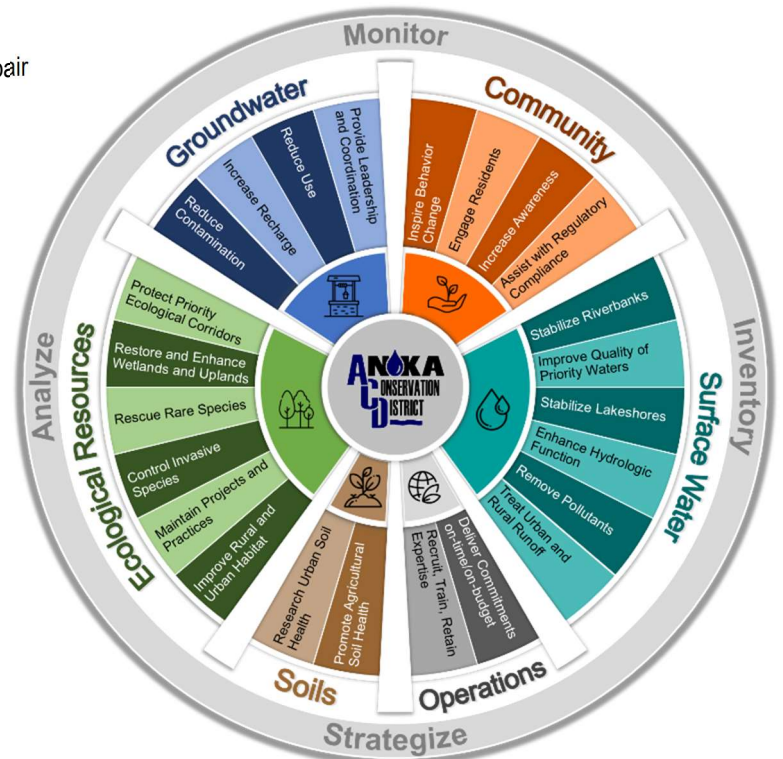 Monitor
Inventory
Strategize
Analyze
Groundwater
Reduce
Contamination
Increase Recharge
Reduce Use
Provide Leadership
and Coordination
Community
Inspire Behavior
Change
Engage Residents
Increase Awareness
Assist with Regulatory
Compliance
Surface Water
Stabilize Riverbanks
Improve Quality of
Priority Waters
Stabilize Lakeshores
Enhance Hydrologic
Function
Remove Pollutants
Treat Urban and
Rural Runoff
Operations
Deliver Commitments
on-time/on-budget
Recruit, Train, Retain
Expertise
Soils
Promote Agricultural
Soil Health
Research Urban Soil
Health
Ecological Resources
Improve Rural and
Urban Habitat
Maintain Projects and
Practices
Control Invasive
Species
Rescue Rare Species
Restore and Enhance
Wetlands and Uplands
Protect Priority
Ecological Corridors
ANOKA
CONSERVATION
DISTRICT